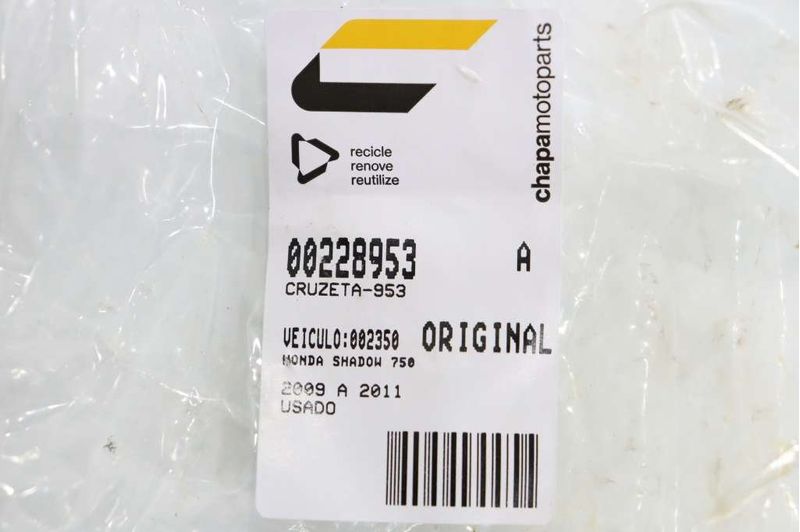 chapamotoparts
recicle
renove
reutilize
00228953 A
CRUZETA-953
VEICULO:002350 ORIGINAL
HONDA SHADOW 750
2009 A 2011
USADO